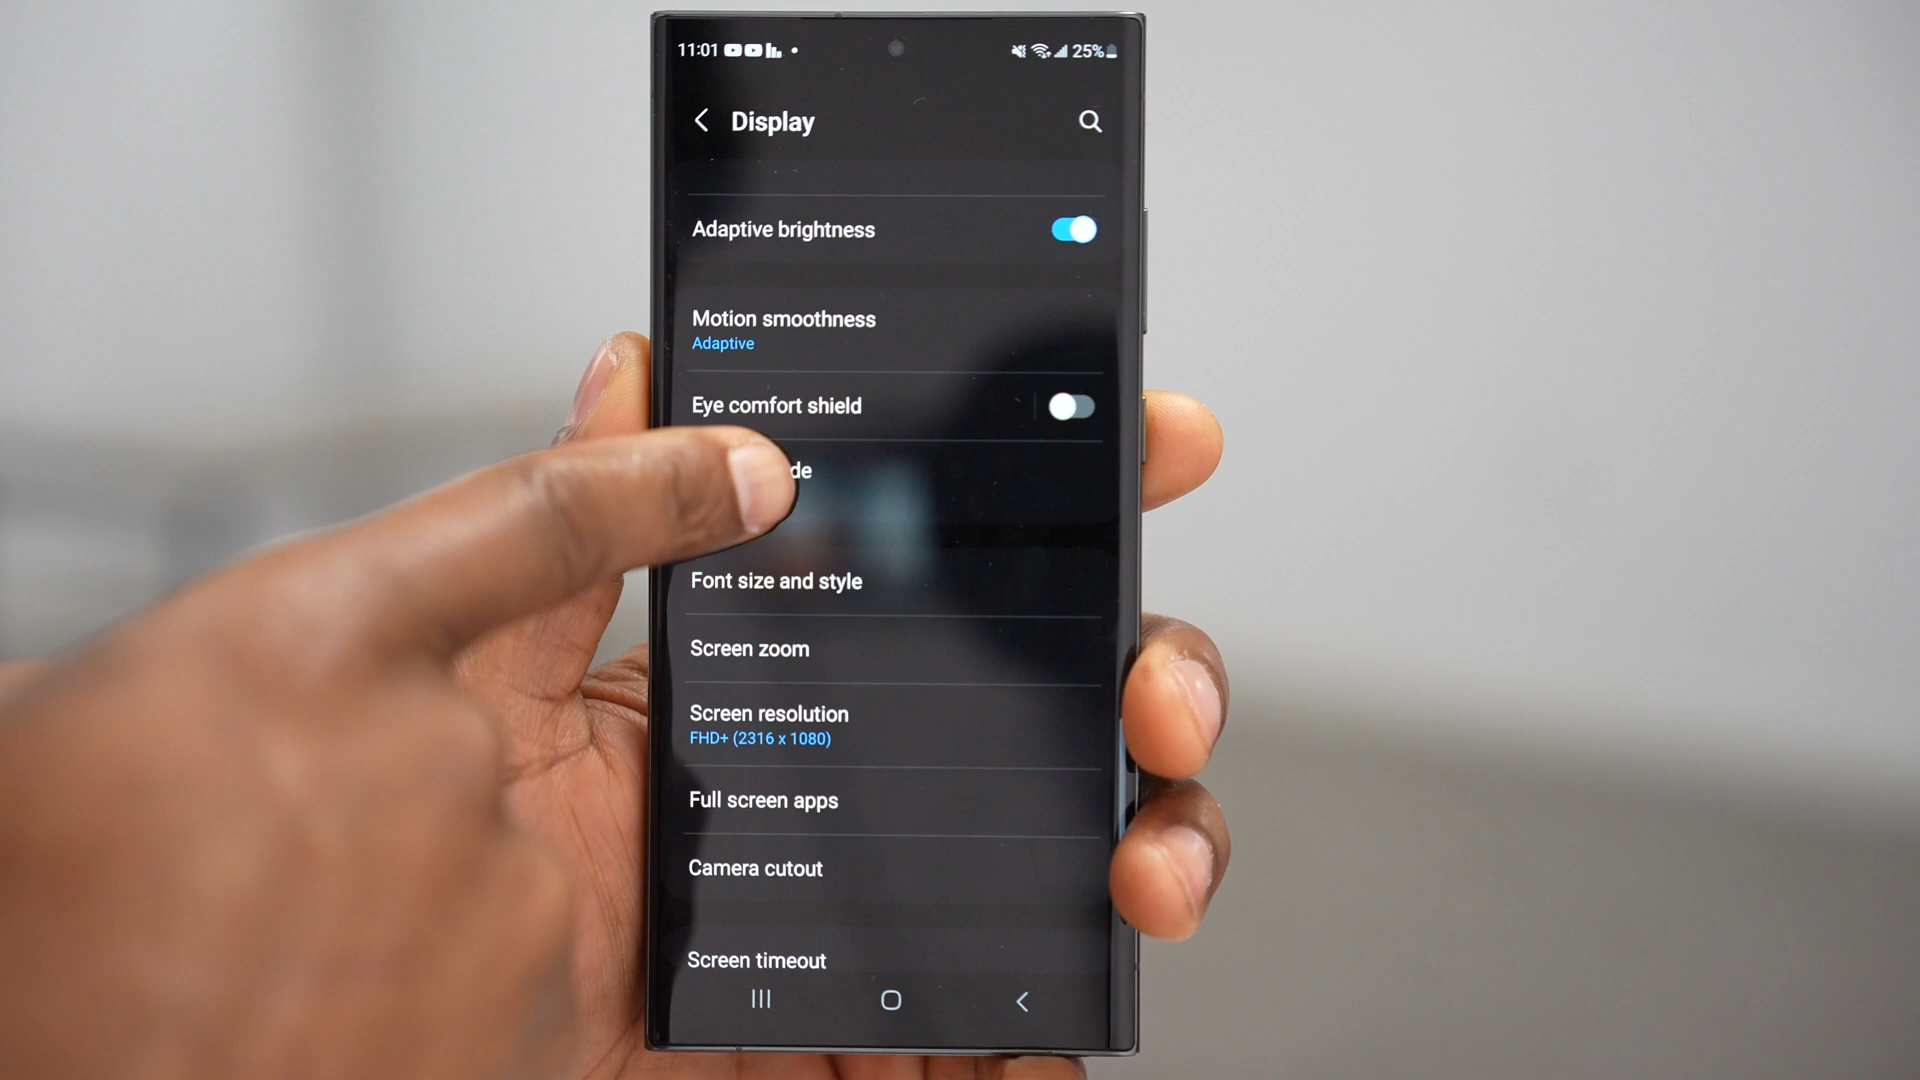 11:01 25%
Display
Adaptive brightness
Motion smoothness
Adaptive
Eye comfort shield
de
Font size and style
Screen zoom
Screen resolution
FHD+ (2316 x 1080)
Full screen apps
Camera cutout
Screen timeout